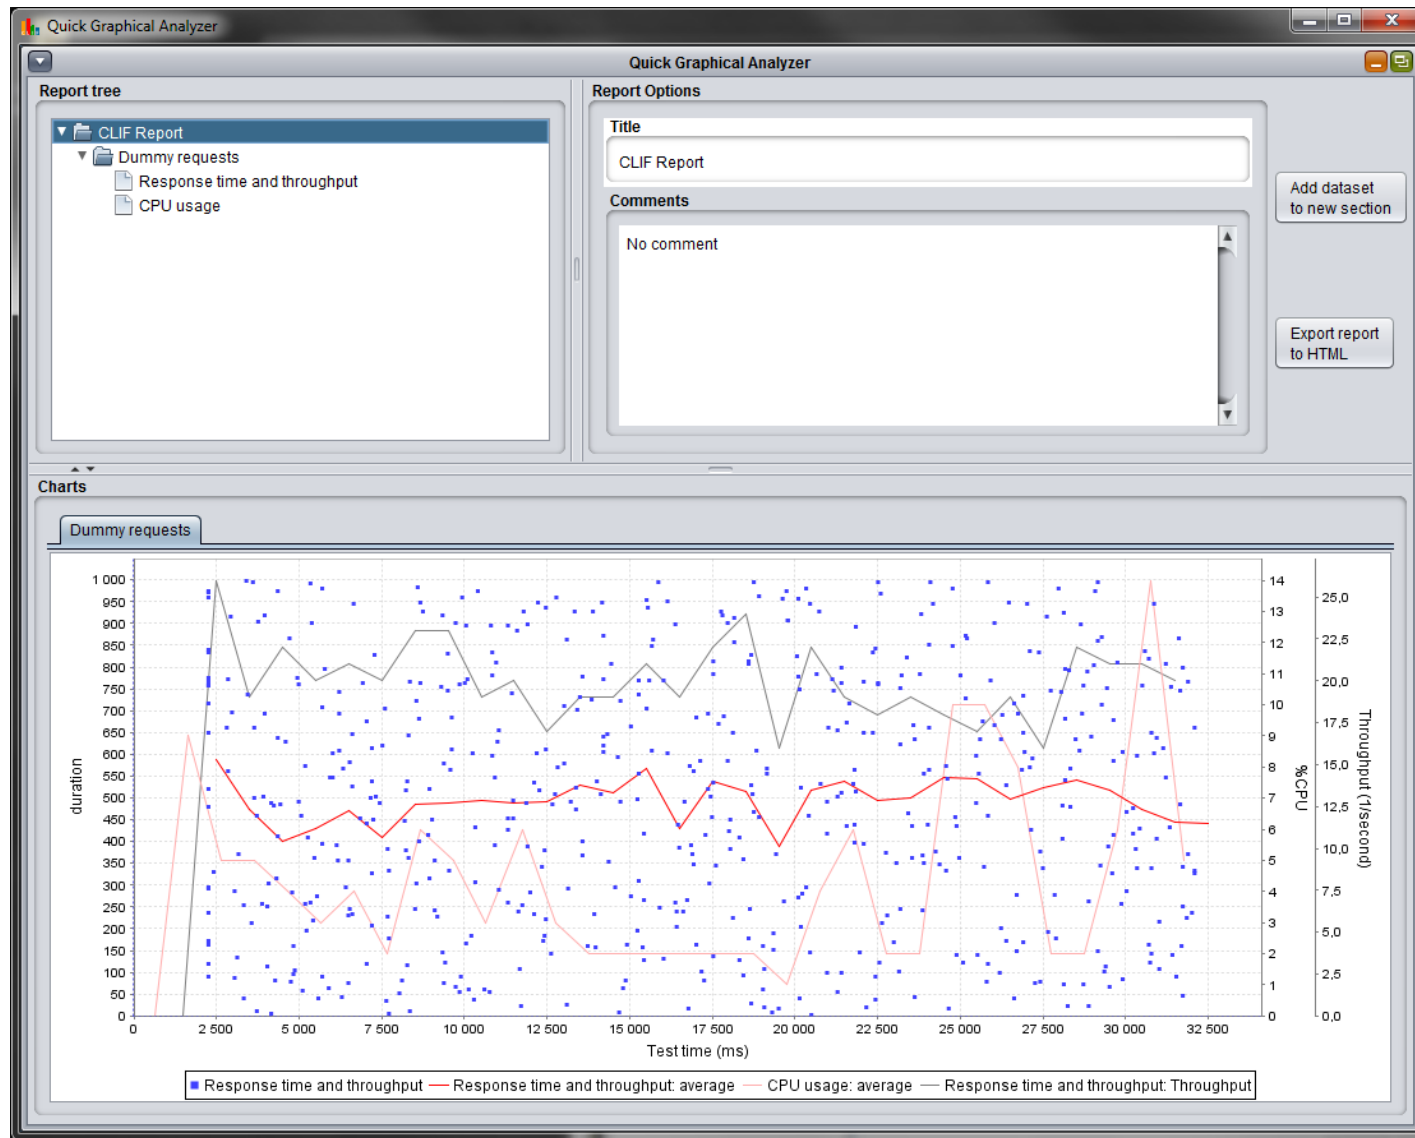 Quick Graphical Analyzer
Quick Graphical Analyzer
Report tree
CLIF Report
Dummy requests
Response time and throughput
CPU usage
Report Options
Title
CLIF Report
Comments
No comment
Add dataset
to new section
Export report
to HTML
Charts
Dummy requests
duration
1 000
950
900
850
800
750
700
650
600
550
500
450
400
350
300
250
200
150
100
50
0
0
2 500
5 000
7 500
10 000
12 500
15 000
17 500
20 000
22 500
25 000
27 500
30 000
32 500
Test time (ms)
14
13
12
11
10
9
8
7
6
5
4
3
2
1
0
%CPU
25,0
22,5
20,0
17,5
15,0
12,5
10,0
7,5
5,0
2,5
0,0
Throughput (1/second)
Response time and throughput
Response time and throughput: average
CPU usage: average
Response time and throughput: Throughput